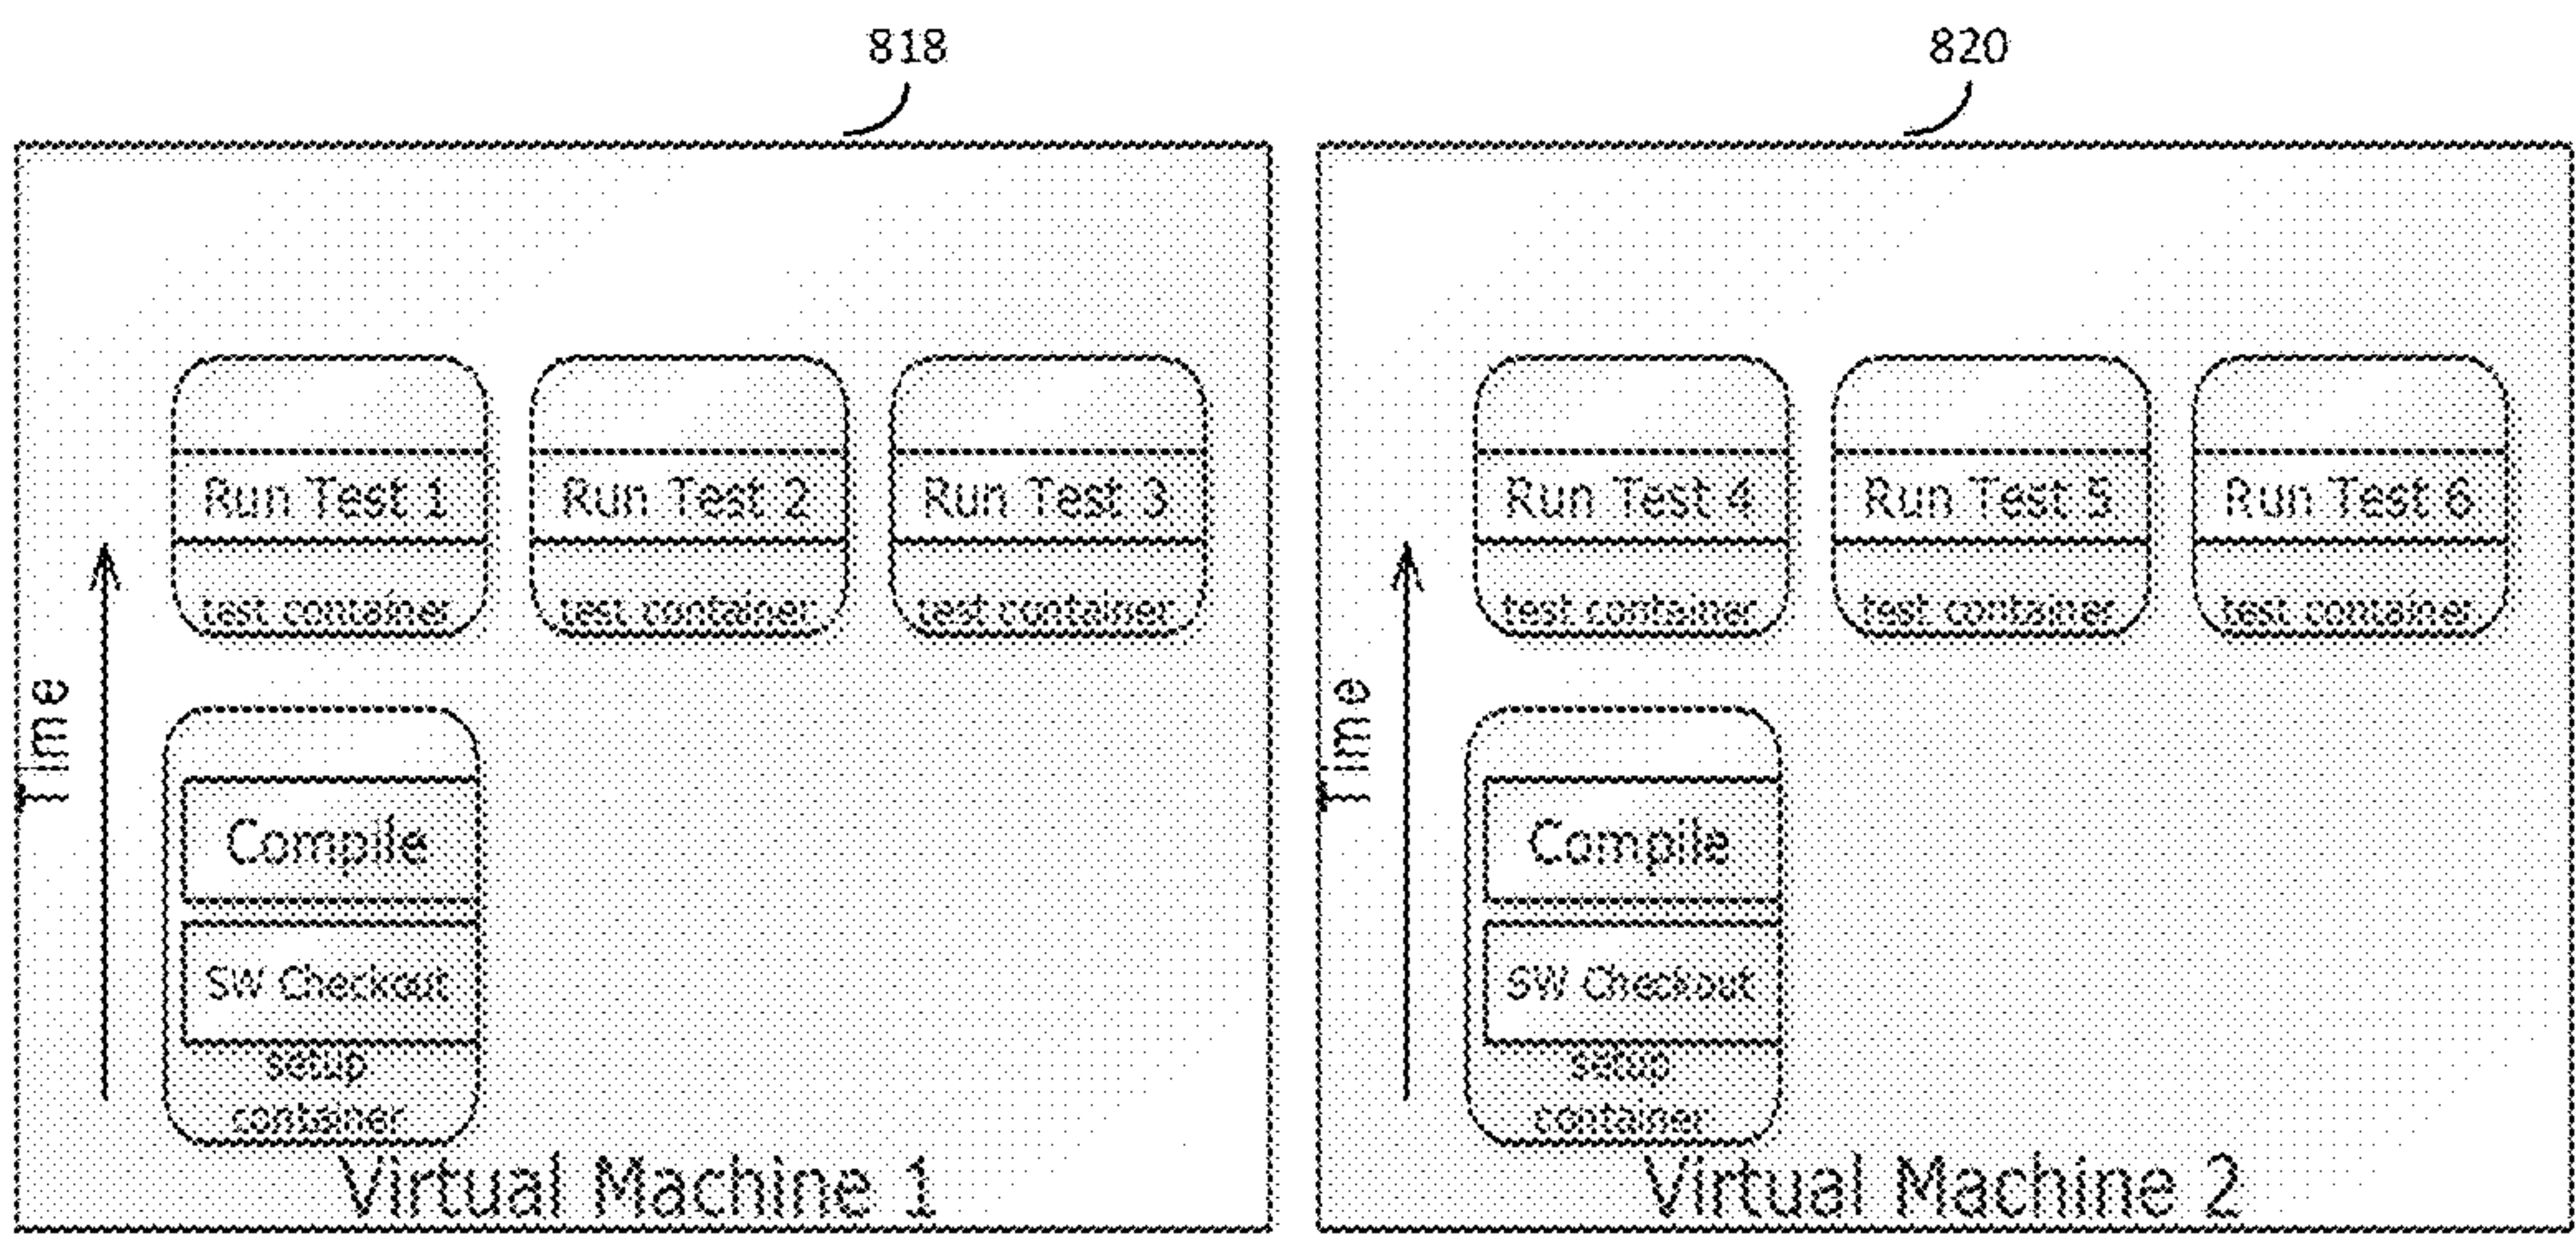 818
820
Run Test 1
Run Test 2
Run Test 3
test container
test container
test container
Time
Compile
SW Checkout
setup
container
Virtual Machine 1
Run Test 4
Run Test 5
Run Test 6
test container
test container
test container
Time
Compile
SW Checkout
setup
container
Virtual Machine 2